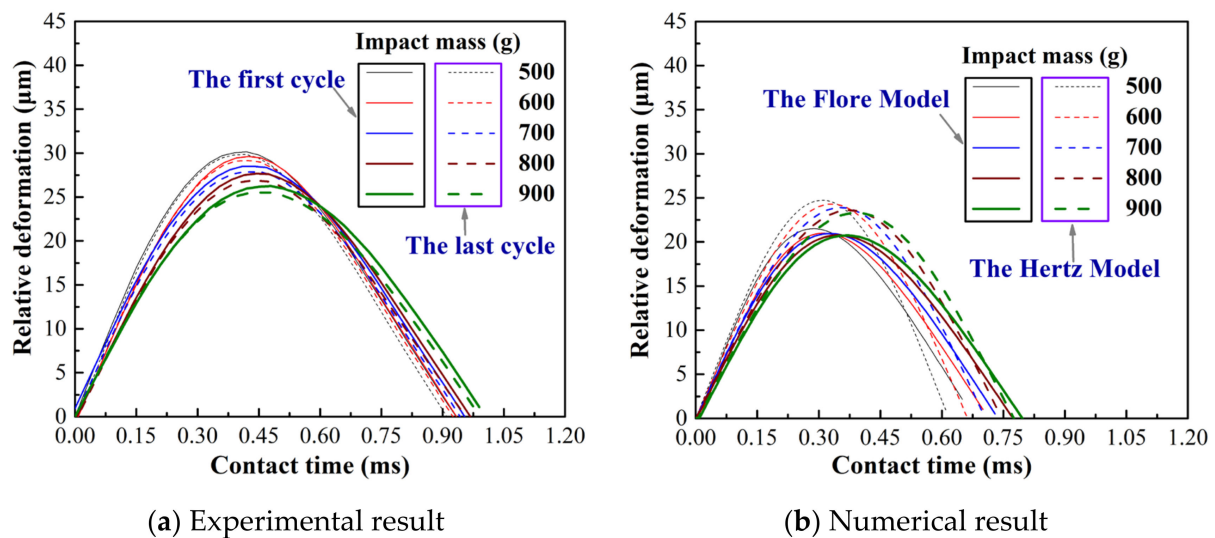 45
40
35
30
25
20
15
10
5
0
Relative deformation (μm)
0.00 0.15 0.30 0.45 0.60 0.75 0.90 1.05 1.20
Contact time (ms)
Impact mass (g)
The first cycle
500
600
700
800
900
The last cycle
(a) Experimental result
45
40
35
30
25
20
15
10
5
0
Relative deformation (μm)
0.00 0.15 0.30 0.45 0.60 0.75 0.90 1.05 1.20
Contact time (ms)
Impact mass (g)
The Flore Model
500
600
700
800
900
The Hertz Model
(b) Numerical result